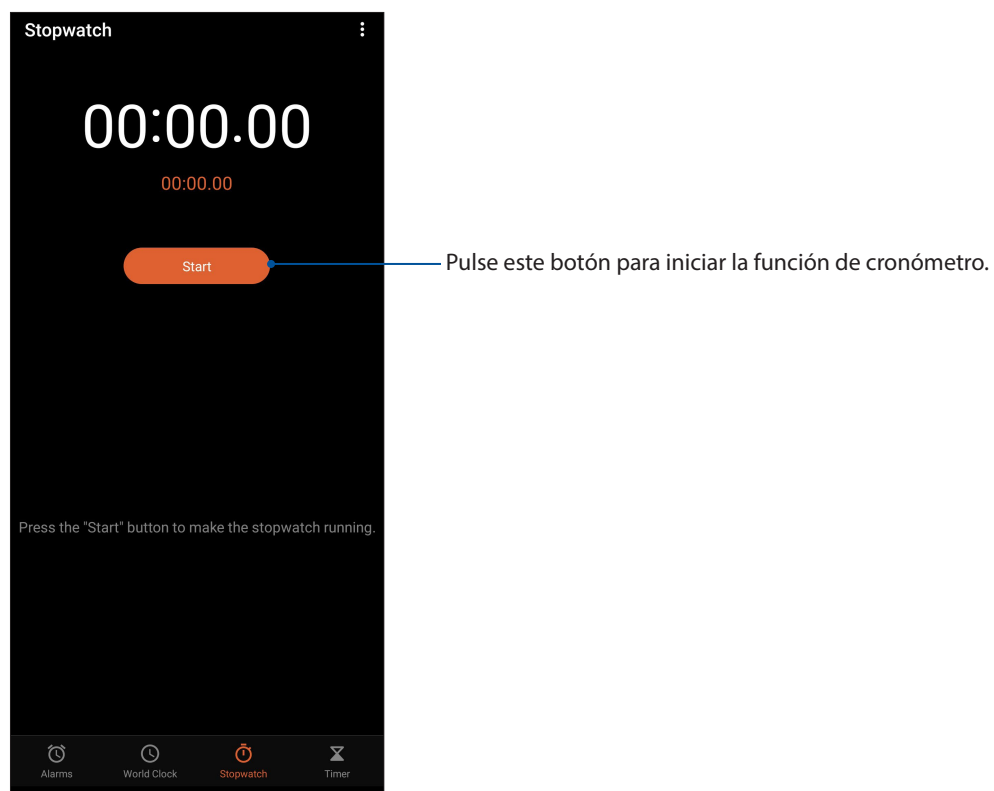 Stopwatch
00:00.00
00:00.00
Start
Pulse este botón para iniciar la función de cronómetro.
Press the "Start" button to make the stopwatch running.
Alarms World Clock Stopwatch Timer